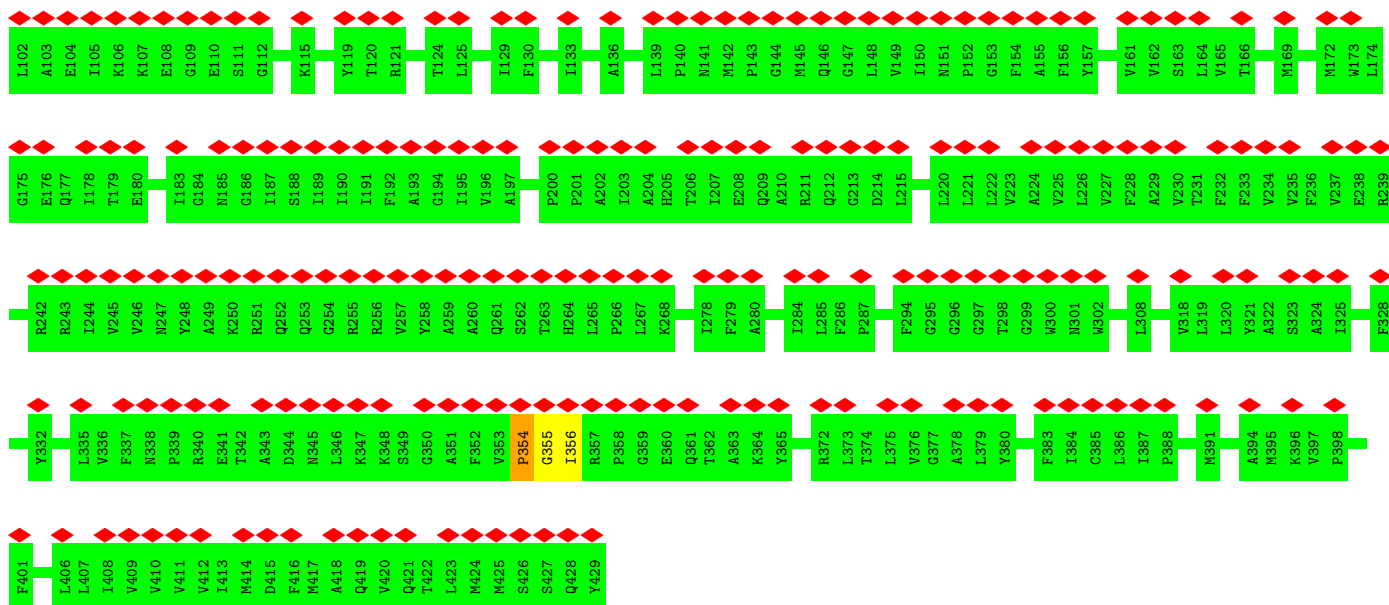 L102 A103 E104 I105 K106 K107 E108 G109 E110 S111 G112 K115 Y119 T120 R121 T124 L125 I129 F130 I133 A136 L139 P140 N141 M142 P143 G144 M145 Q146 G147 L148 V149 I150 N151 P152 G153 F154 A155 F156 Y157 V161 V162 S163 L164 V165 T166 M169 M172 W173 L174
G175 E176 Q177 I178 T179 E180 I183 G184 N185 G186 I187 S188 I189 I190 I191 F192 A193 G194 I195 V196 A197 P200 P201 A202 I203 A204 H205 T206 I207 E208 Q209 A210 R211 Q212 G213 D214 L215 L220 L221 L222 V223 A224 V225 L226 V227 F228 A229 V230 T231 F232 F233 V234 V235 F236 V237 E238 R239
R242 R243 I244 V245 V246 N247 Y248 A249 K250 R251 Q252 Q253 G254 R255 R256 V257 Y258 A259 A260 Q261 S262 T263 H264 L265 P266 L267 K268 I278 F279 A280 I284 L285 F286 P287 F294 G295 G296 G297 T298 G299 W300 N301 W302 L308 V318 L319 L320 Y321 A322 S323 A324 I325 F328
Y332 L335 V336 F337 N338 P339 R340 E341 T342 A343 D344 N345 L346 K347 K348 S349 G350 A351 F352 V353 P354 G355 I356 R357 P358 G359 E360 Q361 T362 A363 K364 Y365 R372 L373 T374 L375 V376 G377 A378 L379 Y380 F383 I384 C385 L386 I387 P388 M391 A394 M395 K396 V397 P398
F401 L406 L407 I408 V409 V410 V411 V412 I413 M414 D415 F416 M417 A418 Q419 V420 Q421 T422 L423 M424 M425 S426 S427 Q428 Y429